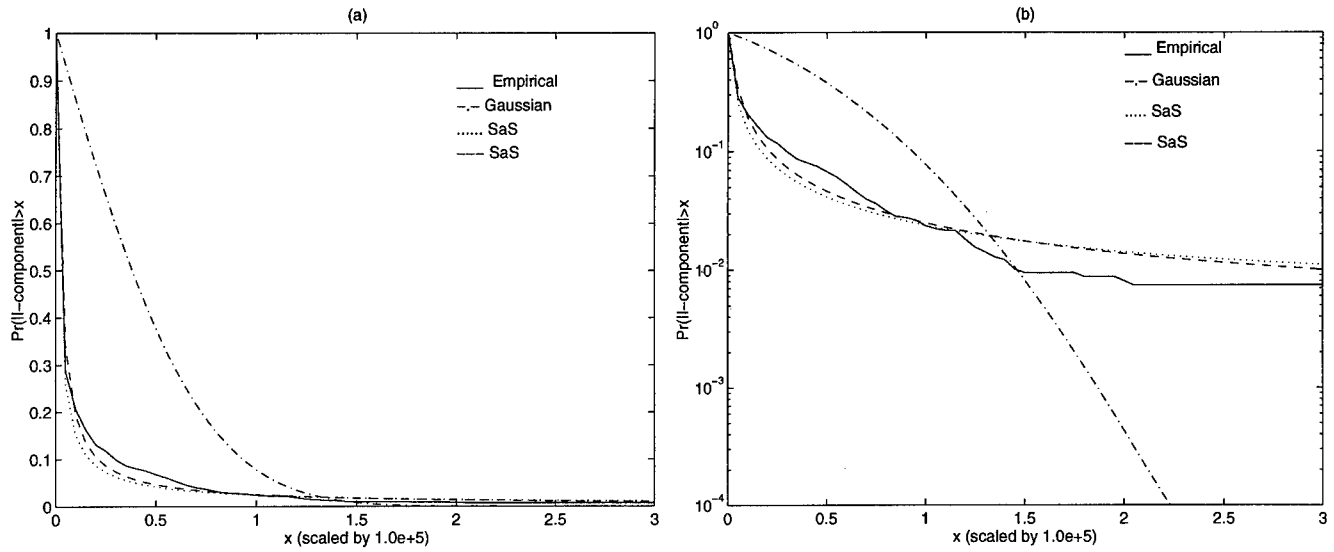 (a)
1
0.9
0.8
0.7
0.6
0.5
0.4
0.3
0.2
0.1
0
Pr(|I-component|>x
Empirical
Gaussian
SaS
SaS
0
0.5
1
1.5
2
2.5
3
x (scaled by 1.0e+5)
(b)
10^0
10^-1
10^-2
10^-3
10^-4
Pr(|I-component|>x
Empirical
Gaussian
SaS
SaS
0
0.5
1
1.5
2
2.5
3
x (scaled by 1.0e+5)